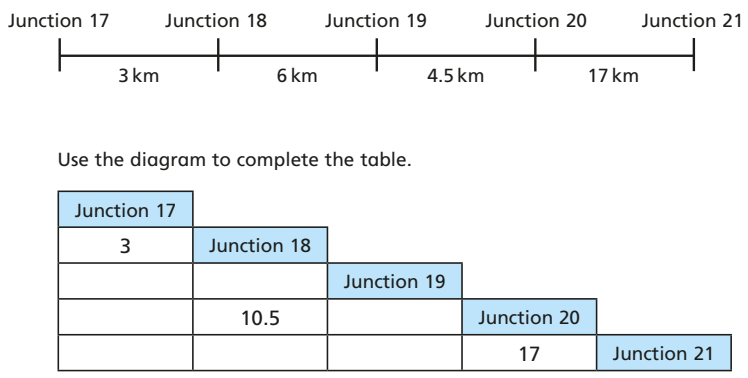 Junction 17 Junction 18 Junction 19 Junction 20 Junction 21
3 km 6 km 4.5 km 17 km
Use the diagram to complete the table.
Junction 17
3 Junction 18
Junction 19
10.5 Junction 20
17 Junction 21